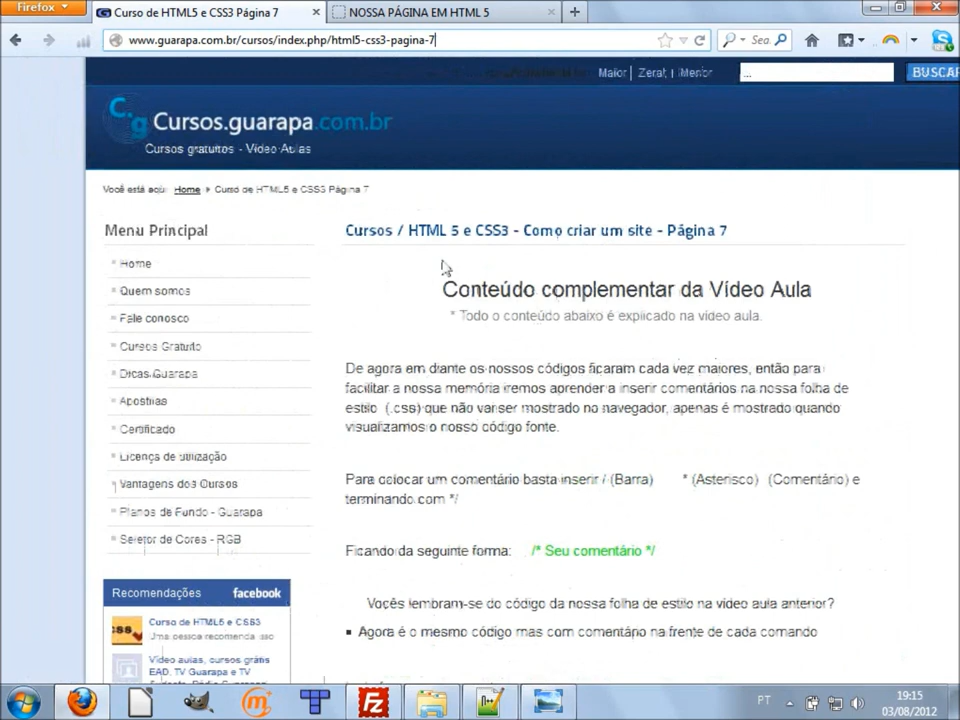 Firefox
Curso de HTML5 e CSS3 Página 7
NOSSA PÁGINA EM HTML 5
www.guarapa.com.br/cursos/index.php/html5-css3-pagina-7
Sea
Maior | Zerar | Menor
...
BUSCAR
Cg
Cursos.guarapa.com.br
Cursos gratuitos - Vídeo Aulas
Você está aqui: Home Curso de HTML5 e CSS3 Página 7
Menu Principal
Home
Quem somos
Fale conosco
Cursos Gratuito
Dicas Guarapa
Apostilas
Certificado
Licença de utilização
Vantagens dos Cursos
Planos de Fundo - Guarapa
Seletor de Cores - RGB
Recomendações facebook
Curso de HTML5 e CSS3
Uma pessoa recomenda isso
Vídeo aulas, cursos grátis
EAD, TV Guarapa e TV
Cursos / HTML 5 e CSS3 - Como criar um site - Página 7
Conteúdo complementar da Vídeo Aula
* Todo o conteúdo abaixo é explicado na vídeo aula.
De agora em diante os nossos códigos ficaram cada vez maiores, então para
facilitar a nossa memória iremos aprender a inserir comentários na nossa folha de
estilo (.css) que não vai ser mostrado no navegador, apenas é mostrado quando
visualizamos o nosso código fonte.
Para colocar um comentário basta inserir / (Barra) * (Asterisco) (Comentário) e
terminando com */
Ficando da seguinte forma: /* Seu comentário */
Vocês lembram-se do código da nossa folha de estilo na vídeo aula anterior?
Agora é o mesmo código mas com comentário na frente de cada comando
PT
19:15
03/08/2012